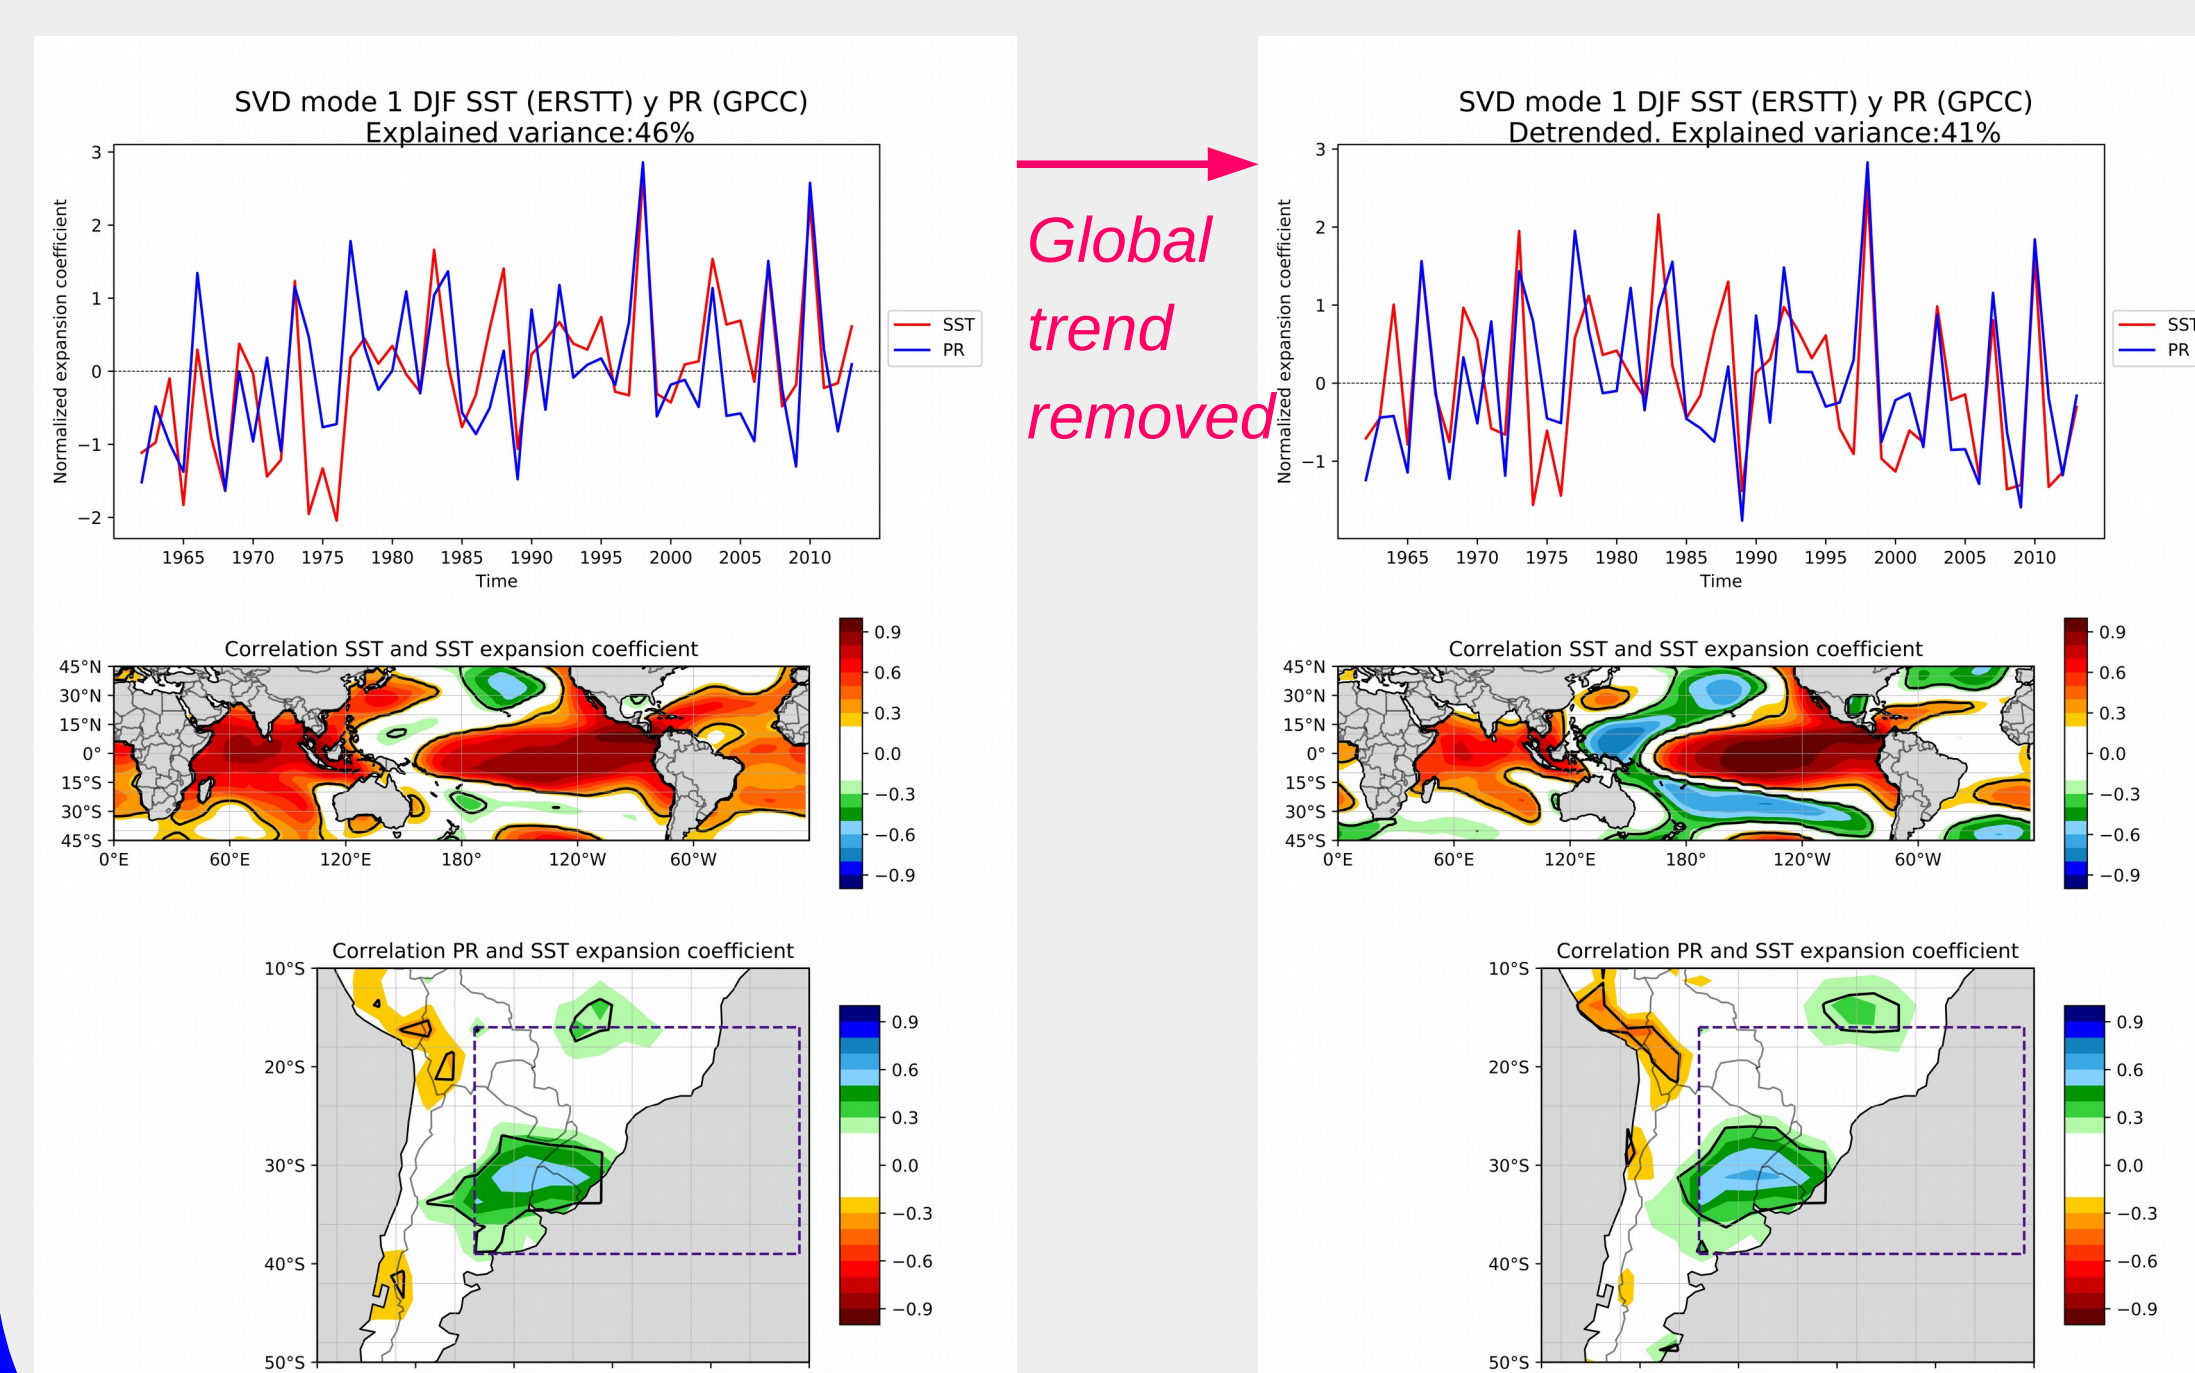 SVD mode 1 DJF SST (ERSTT) y PR (GPCC)
Explained variance:46%
Normalized expansion coefficient
3
2
1
0
−1
−2
1965 1970 1975 1980 1985 1990 1995 2000 2005 2010
Time
SST
PR
Correlation SST and SST expansion coefficient
45°N
30°N
15°N
0°
15°S
30°S
45°S
0°E 60°E 120°E 180° 120°W 60°W
0.9
0.6
0.3
0.0
−0.3
−0.6
−0.9
Correlation PR and SST expansion coefficient
10°S
20°S
30°S
40°S
50°S
0.9
0.6
0.3
0.0
−0.3
−0.6
−0.9
Global
trend
removed
SVD mode 1 DJF SST (ERSTT) y PR (GPCC)
Detrended. Explained variance:41%
Normalized expansion coefficient
3
2
1
0
−1
1965 1970 1975 1980 1985 1990 1995 2000 2005 2010
Time
SST
PR
Correlation SST and SST expansion coefficient
45°N
30°N
15°N
0°
15°S
30°S
45°S
0°E 60°E 120°E 180° 120°W 60°W
0.9
0.6
0.3
0.0
−0.3
−0.6
−0.9
Correlation PR and SST expansion coefficient
10°S
20°S
30°S
40°S
50°S
0.9
0.6
0.3
0.0
−0.3
−0.6
−0.9